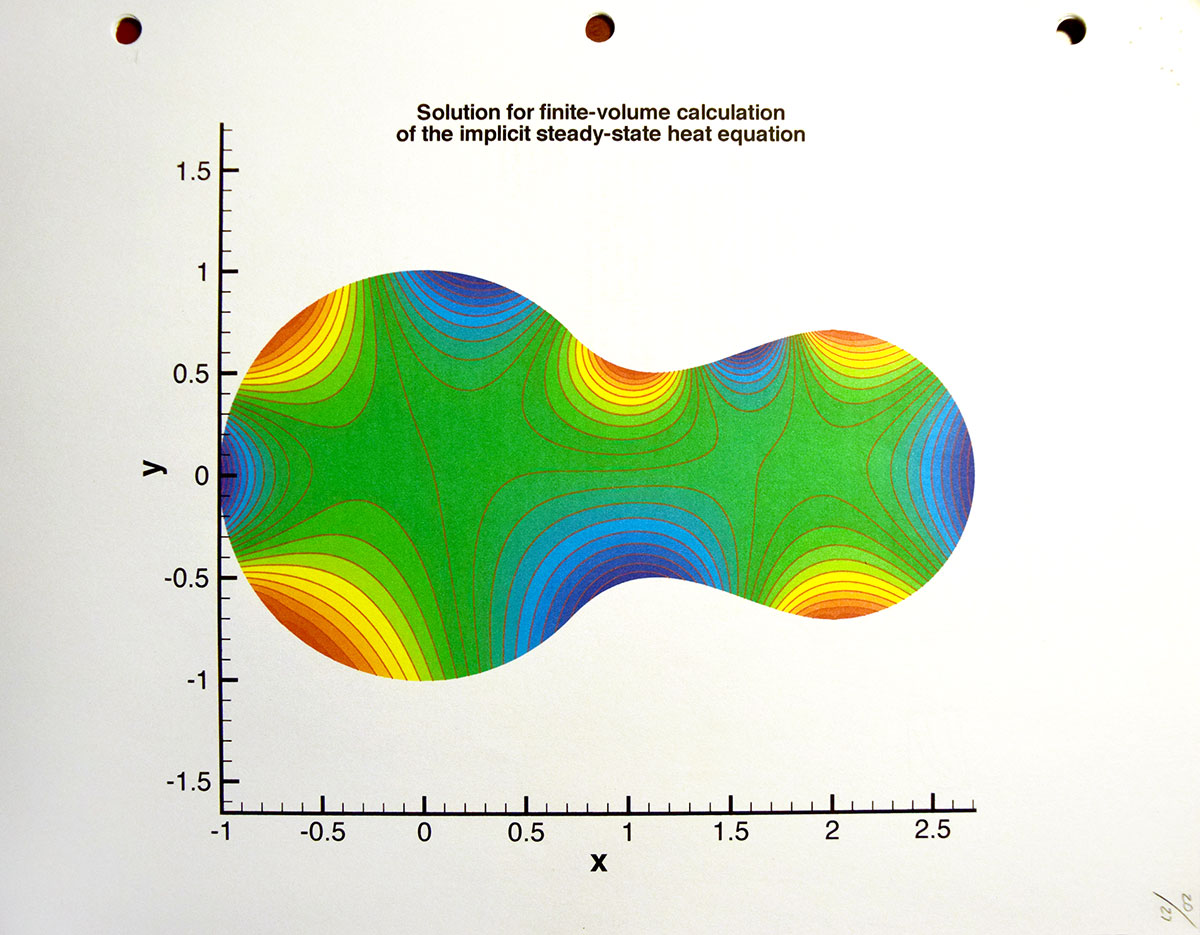 Solution for finite-volume calculation
of the implicit steady-state heat equation
1.5
1
0.5
y
0
-0.5
-1
-1.5
-1 -0.5 0 0.5 1 1.5 2 2.5
x